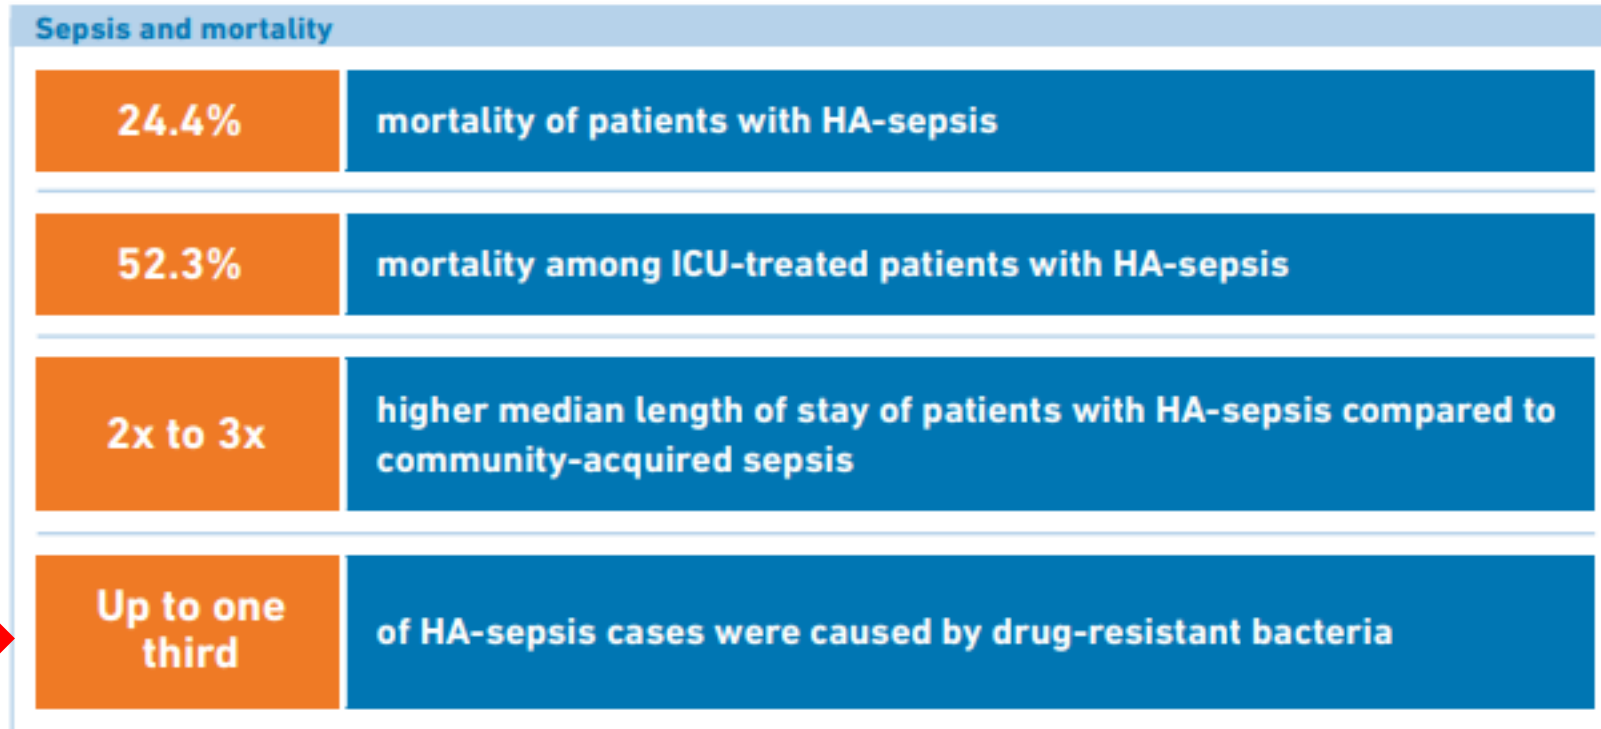 Sepsis and mortality
24.4%
mortality of patients with HA-sepsis
52.3%
mortality among ICU-treated patients with HA-sepsis
2x to 3x
higher median length of stay of patients with HA-sepsis compared to
community-acquired sepsis
Up to one
third
of HA-sepsis cases were caused by drug-resistant bacteria